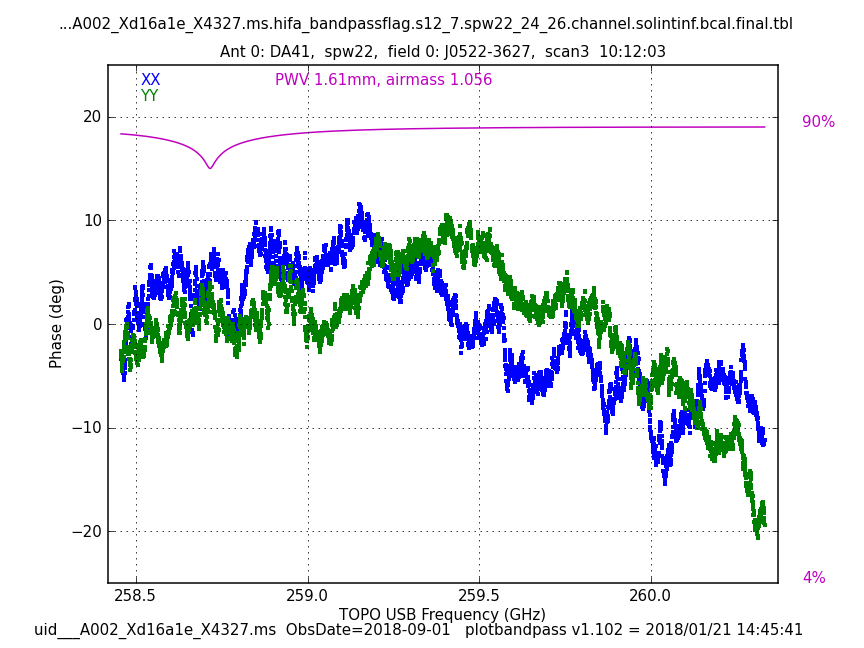 ...A002_Xd16a1e_X4327.ms.hifa_bandpassflag.s12_7.spw22_24_26.channel.solintinf.bcal.final.tbl
Ant 0: DA41,  spw22,  field 0: J0522-3627,  scan3  10:12:03
XX
PWV 1.61mm, airmass 1.056
YY
20
90%
10
0
Phase (deg)
−10
−20
4%
258.5
259.0
259.5
260.0
TOPO USB Frequency (GHz)
uid___A002_Xd16a1e_X4327.ms  ObsDate=2018-09-01   plotbandpass v1.102 = 2018/01/21 14:45:41